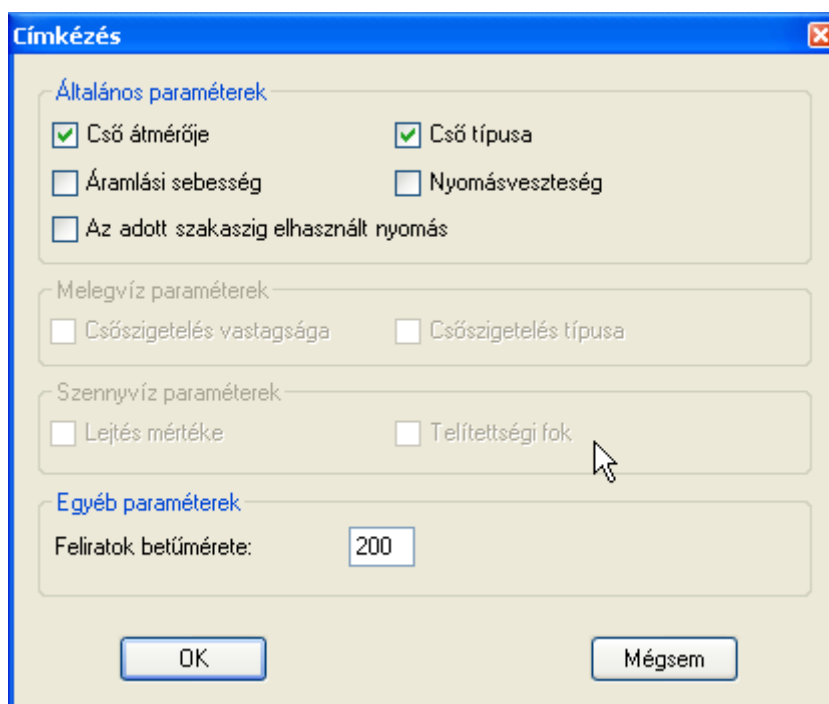 Címkézés
Általános paraméterek
Cső átmérője
Cső típusa
Áramlási sebesség
Nyomásveszteség
Az adott szakaszig elhasznált nyomás
Melegvíz paraméterek
Csőszigetelés vastagsága
Csőszigetelés típusa
Szennyvíz paraméterek
Lejtés mértéke
Telítettségi fok
Egyéb paraméterek
Feliratok betűmérete:
200
OK
Mégsem